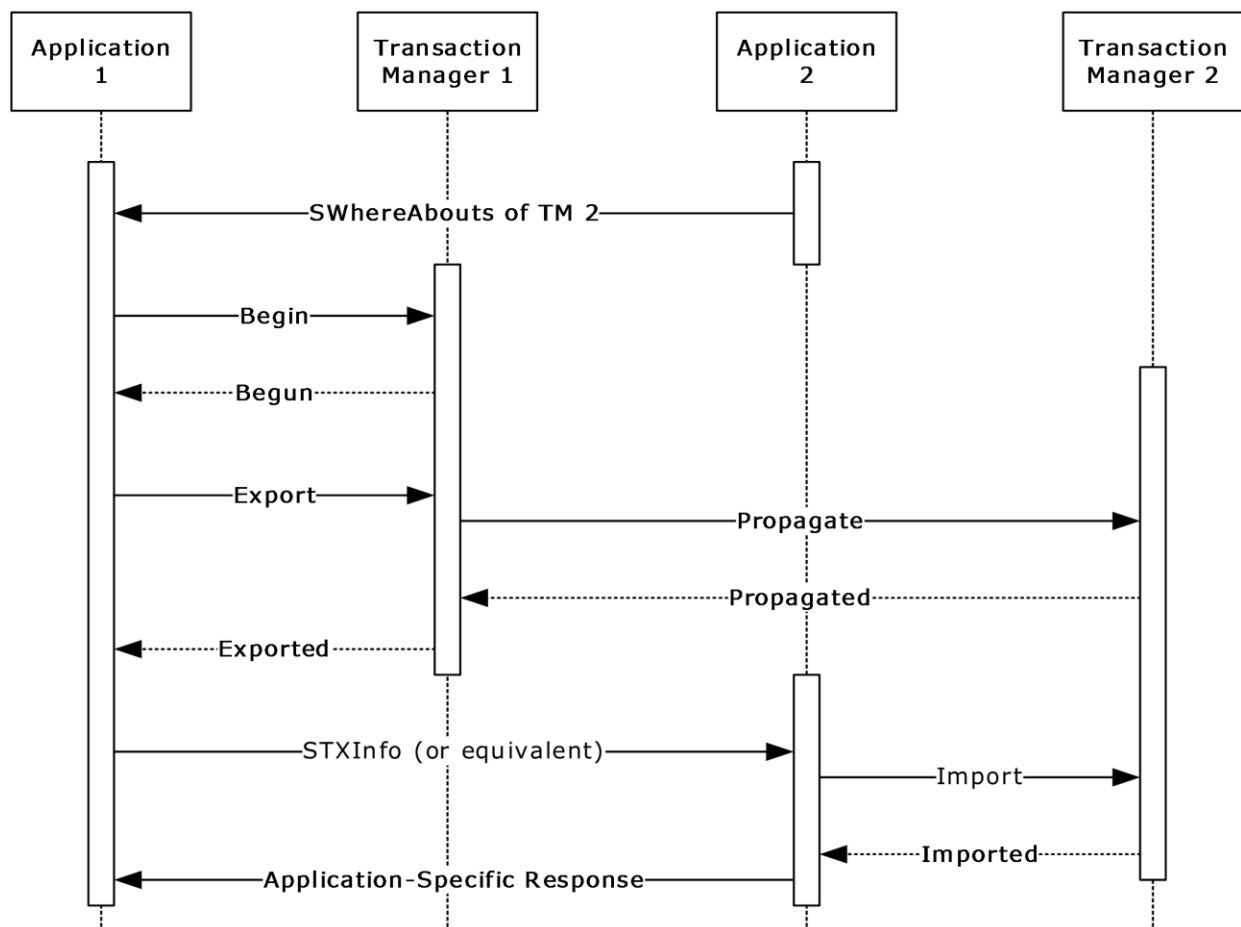 Application
1
Transaction
Manager 1
Application
2
Transaction
Manager 2
SWhereAbouts of TM 2
Begin
Begun
Export
Propagate
Propagated
Exported
STXInfo (or equivalent)
Import
Imported
Application-Specific Response